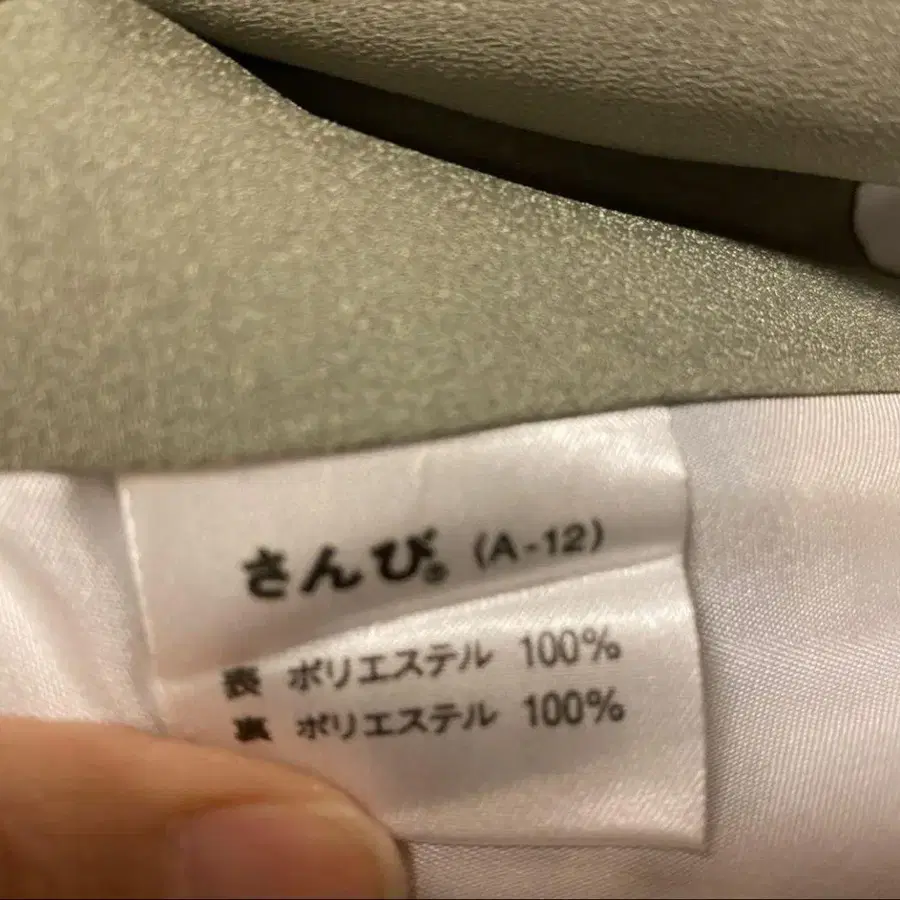 さんび® (A-12)
表 ポリエステル 100%
裏 ポリエステル 100%